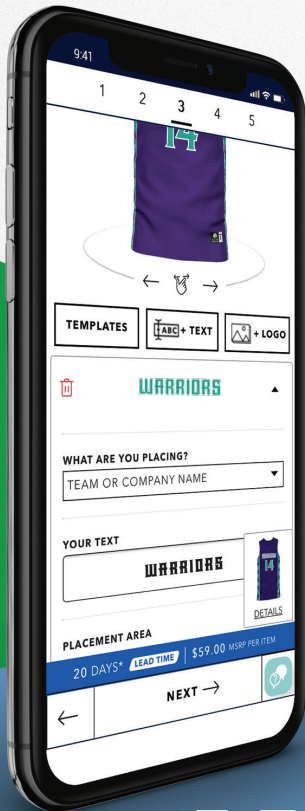 9:41
1 2 3 4 5
14
TEMPLATES
ABC + TEXT
+ LOGO
WARRIORS
WHAT ARE YOU PLACING?
TEAM OR COMPANY NAME
YOUR TEXT
WARRIORS
14
DETAILS
PLACEMENT AREA
20 DAYS* LEAD TIME $59.00 MSRP PER ITEM
← NEXT →
?